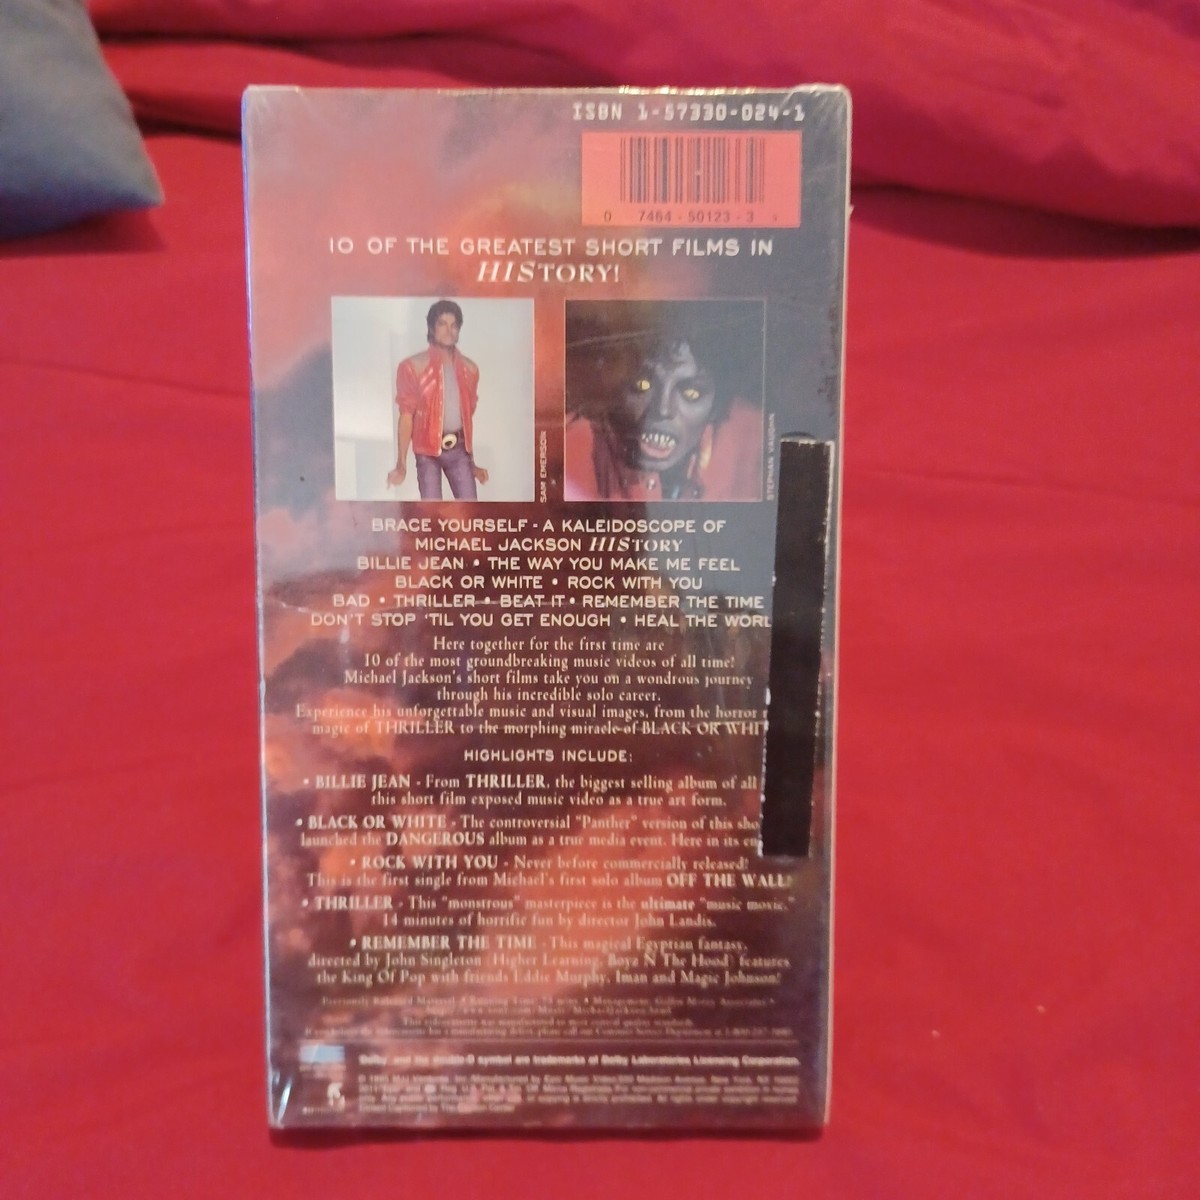 ISBN 1-57330-024-1
0 7464-50123-3 4
10 OF THE GREATEST SHORT FILMS IN
HISTORY!
SAM EMERSON
STEPHAN VAUGHN
BRACE YOURSELF - A KALEIDOSCOPE OF
MICHAEL JACKSON HISTORY
BILLIE JEAN • THE WAY YOU MAKE ME FEEL
BLACK OR WHITE • ROCK WITH YOU
BAD • THRILLER • BEAT IT • REMEMBER THE TIME
DON'T STOP 'TIL YOU GET ENOUGH • HEAL THE WORL
Here together for the first time are
10 of the most groundbreaking music videos of all time!
Michael Jackson's short films take you on a wondrous journey
through his incredible solo career.
Experience his unforgettable music and visual images, from the horror
magic of THRILLER to the morphing miracle of BLACK OR WHIT
HIGHLIGHTS INCLUDE:
• BILLIE JEAN - From THRILLER, the biggest selling album of all
this short film exposed music video as a true art form.
• BLACK OR WHITE - The controversial "Panther" version of this sho
launched the DANGEROUS album as a true media event. Here in its en
• ROCK WITH YOU - Never before commercially released!
This is the first single from Michael's first solo album OFF THE WALL!
• THRILLER - This "monstrous" masterpiece is the ultimate "music movie."
14 minutes of horrific fun by director John Landis.
• REMEMBER THE TIME - This magical Egyptian fantasy,
directed by John Singleton (Higher Learning, Boyz N The Hood) features
the King Of Pop with friends Eddie Murphy, Iman and Magic Johnson!
Previously Released Material •
Dolby and the double-D symbol are trademarks of Dolby Laboratories Licensing Corporation.